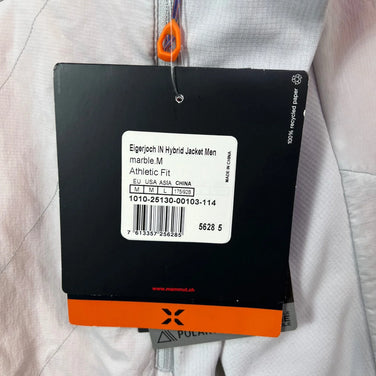 100% recycled paper
Eigerjoch IN Hybrid Jacket Men
marble.M
Athletic Fit
MADE IN CHINA
EU USA ASIA CHINA
M M L 175/92B
1010-25130-00103-114
5628 5
7 613357 256285
www.mammut.ch
POLAR